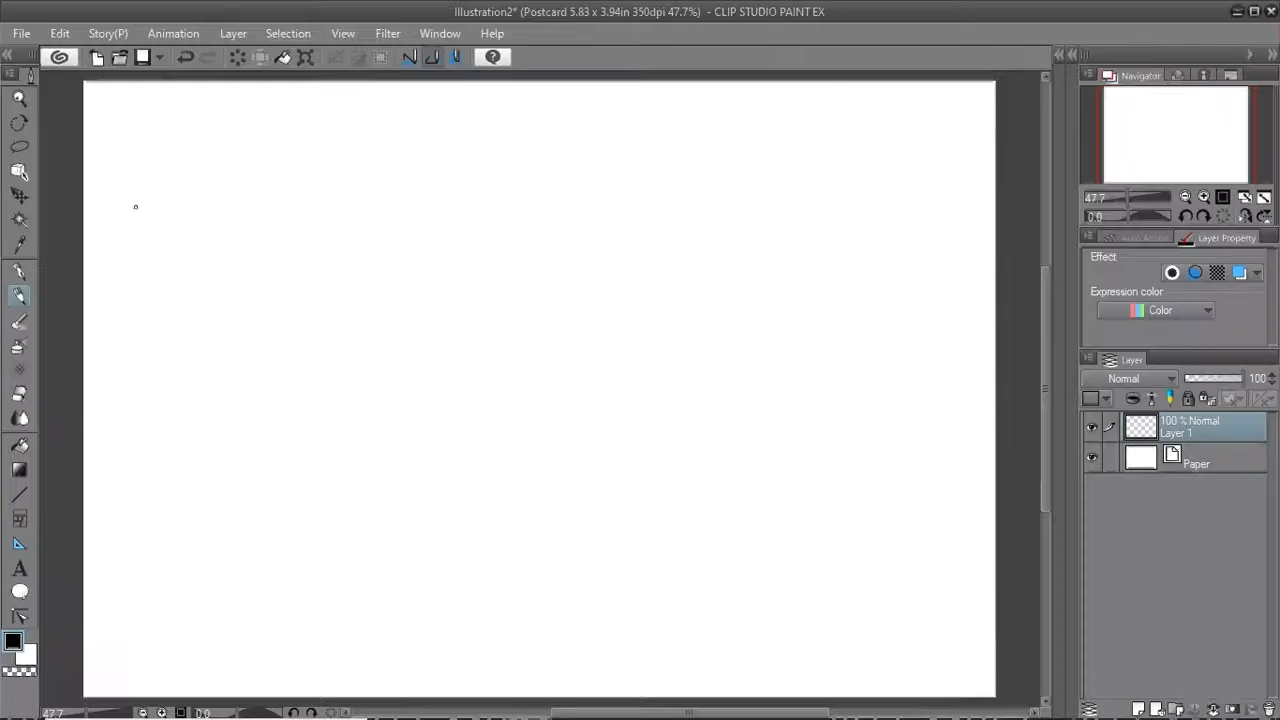 Illustration2* (Postcard 5.83 x 3.94in 350dpi 47.7%) - CLIP STUDIO PAINT EX
File Edit Story(P) Animation Layer Selection View Filter Window Help
Navigator
47.7
0.0
Auto Action Layer Property
Effect
Expression color
Color
Layer
Normal 100
100 % Normal
Layer 1
Paper
A
47.7 0.0